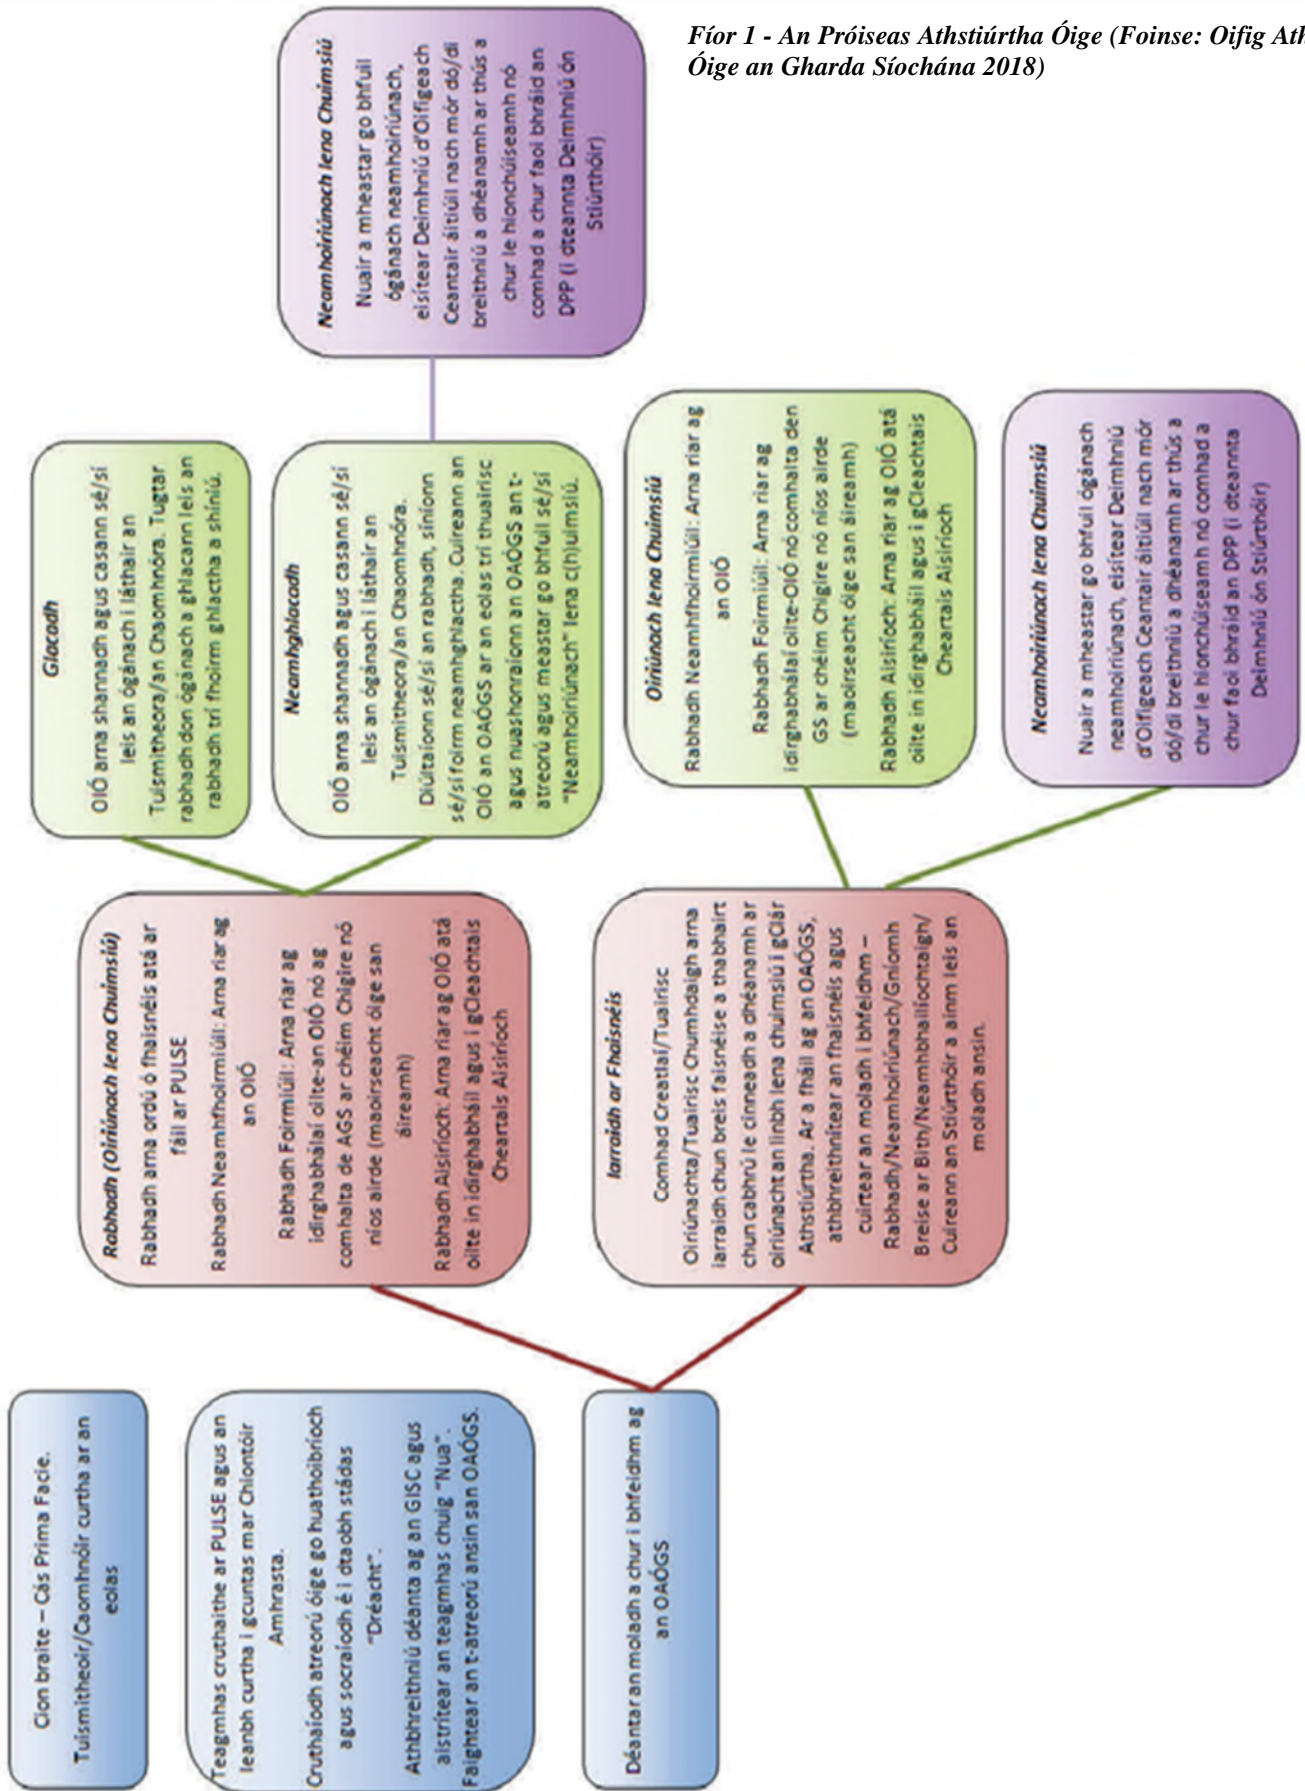 Fíor 1 - An Próiseas Athstiúrtha Óige (Foinse: Oifig Ath
Óige an Gharda Síochána 2018)
Cion braite – Cás Prima Facie.
Tuismitheoir/Caomhnóir curtha ar an
eolas
Teagmhas cruthaithe ar PULSE agus an
leanbh curtha i gcuntas mar Chiontóir
Amhrasta.
Cruthaíodh atreorú óige go huathoibríoch
agus socraíodh é i dtaobh stádas
"Dréacht".
Athbhreithniú déanta ag an GISC agus
aistrítear an teagmhas chuig "Nua".
Faightear an t-atreorú ansin san OAÓGS.
Déantar an moladh a chur i bhfeidhm ag
an OAÓGS
Rabhadh (Oiriúnach lena Chuimsiú)
Rabhadh arna ordú ó fhaisnéis atá ar
fáil ar PULSE
Rabhadh Neamhfhoirmiúil: Arna riar ag
an OIÓ
Rabhadh Foirmiúil: Arna riar ag
idirghabhálaí oilte-an OIÓ nó ag
comhalta de AGS ar chéim Chigire nó
níos airde (maoirseacht óige san
áireamh)
Rabhadh Aisiríoch: Arna riar ag OIÓ atá
oilte in idirghabháil agus i gCleachtais
Cheartais Aisiríoch
Iarraidh ar Fhaisnéis
Comhad Creatlaí/Tuairisc
Oiriúnachta/Tuairisc Chumhdaigh arna
iarraidh chun breis faisnéise a thabhairt
chun cabhrú le cinneadh a dhéanamh ar
oiriúnacht an linbh lena chuimsiú i gClár
Athstiúrtha. Ar a fháil ag an OAÓGS,
athbhreithnítear an fhaisnéis agus
cuirtear an moladh i bhfeidhm –
Rabhadh/Neamhoiriúnach/Gníomh
Breise ar Bith/Neamhbhailíochtaigh/
Cuireann an Stiúrthóir a ainm leis an
moladh ansin.
Glacadh
OIÓ arna shannadh agus casann sé/sí
leis an ógánach i láthair an
Tuismitheora/an Chaomhnóra. Tugtar
rabhadh don ógánach a ghlacann leis an
rabhadh trí fhoirm ghlactha a shíniú.
Neamhghlacadh
OIÓ arna shannadh agus casann sé/sí
leis an ógánach i láthair an
Tuismitheora/an Chaomhnóra.
Diúltaíonn sé/sí an rabhadh, síníonn
sé/sí foirm neamhghlactha. Cuireann an
OIÓ an OAÓGS ar an eolas trí thuairisc
agus nuashonraíonn an OAÓGS an t-
atreorú agus meastar go bhfuil sé/sí
"Neamhoiriúnach" lena c(h)uimsiú.
Oiriúnach lena Chuimsiú
Rabhadh Neamhfhoirmiúil: Arna riar ag
an OIÓ
Rabhadh Foirmiúil: Arna riar ag
idirghabhálaí oilte-OIÓ nó comhalta den
GS ar chéim Chigire nó níos airde
(maoirseacht óige san áireamh)
Rabhadh Aisiríoch: Arna riar ag OIÓ atá
oilte in idirghabháil agus i gCleachtais
Cheartais Aisiríoch
Neamhoiriúnach lena Chuimsiú
Nuair a mheastar go bhfuil
ógánach neamhoiriúnach,
eisítear Deimhniú d'Oifigeach
Ceantair áitiúil nach mór dó/di
breithniú a dhéanamh ar thús a
chur le hionchúiseamh nó
comhad a chur faoi bhráid an
DPP (i dteannta Deimhniú ón
Stiúrthóir)
Neamhoiriúnach lena Chuimsiú
Nuair a mheastar go bhfuil ógánach
neamhoiriúnach, eisítear Deimhniú
d'Oifigeach Ceantair áitiúil nach mór
dó/di breithniú a dhéanamh ar thús a
chur le hionchúiseamh nó comhad a
chur faoi bhráid an DPP (i dteannta
Deimhniú ón Stiúrthóir)